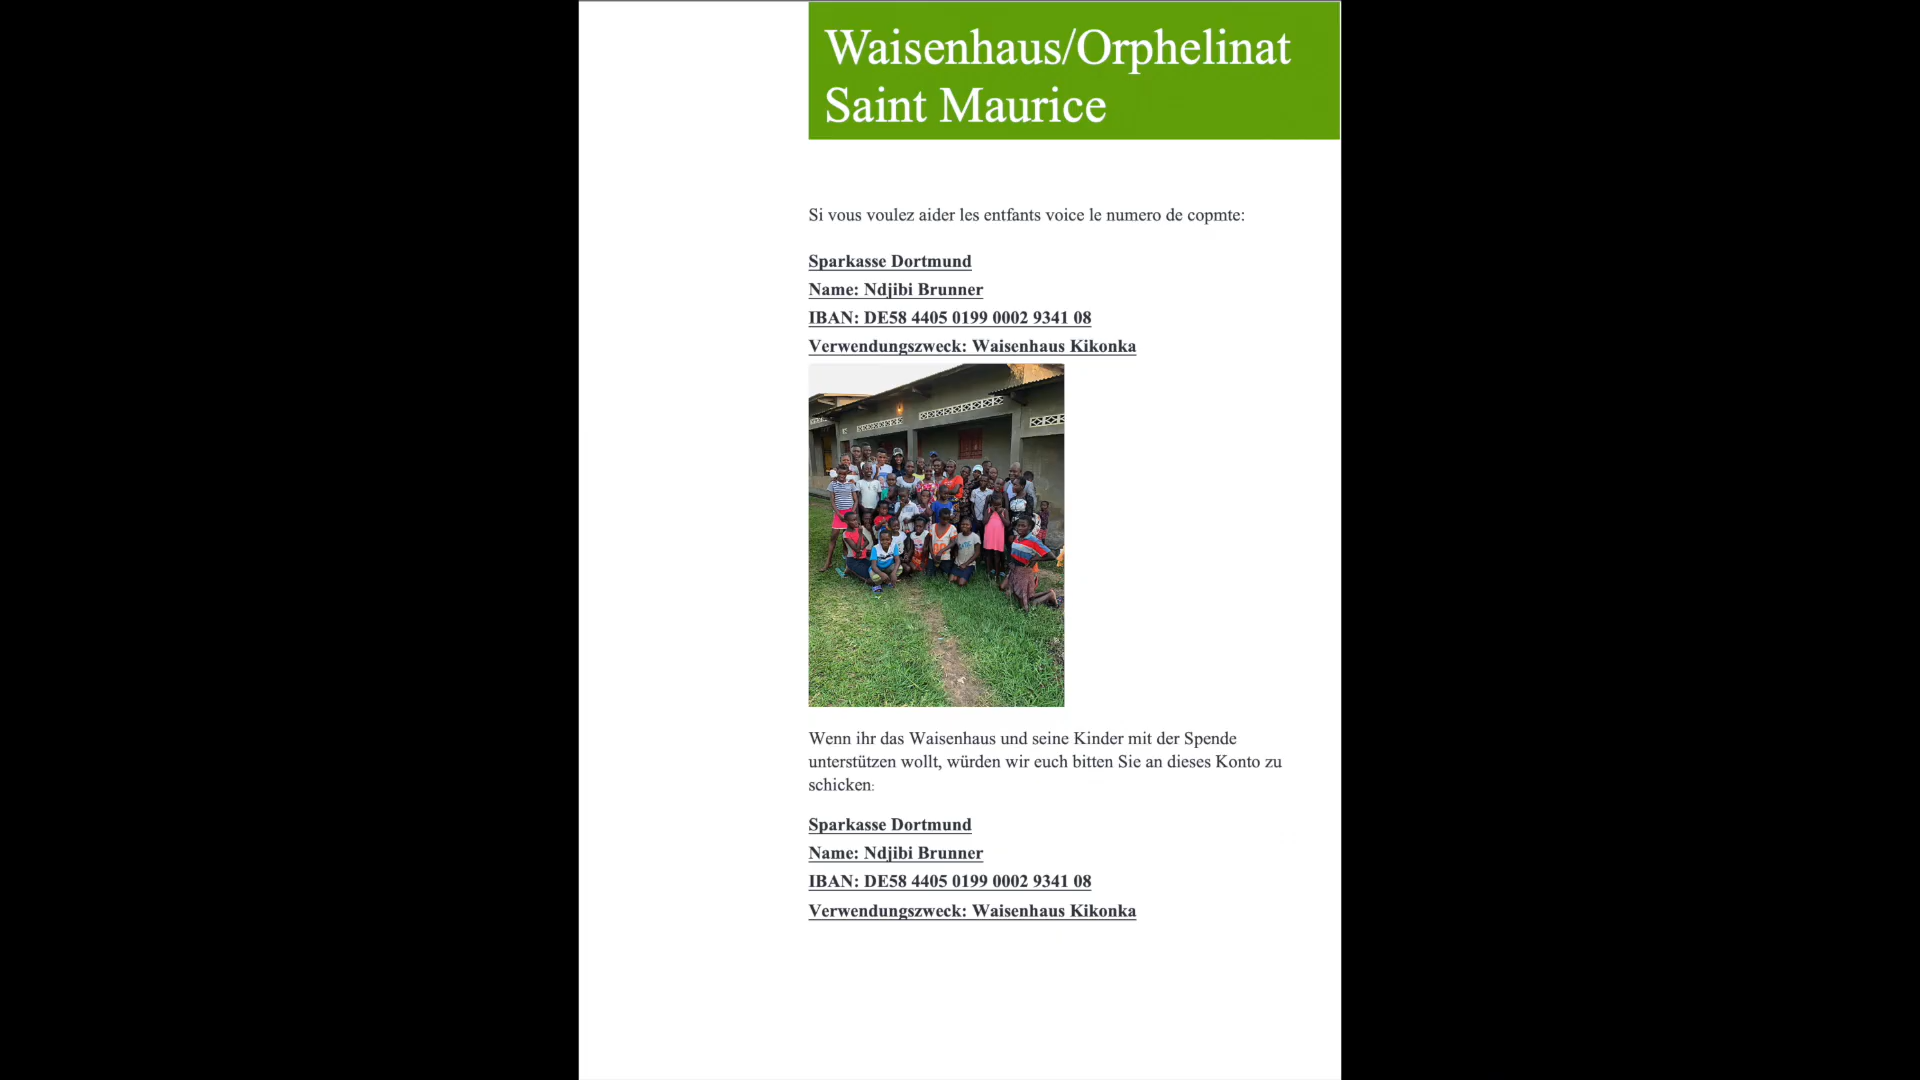 Waisenhaus/Orphelinat
Saint Maurice
Si vous voulez aider les entfants voice le numero de copmte:
Sparkasse Dortmund
Name: Ndjibi Brunner
IBAN: DE58 4405 0199 0002 9341 08
Verwendungszweck: Waisenhaus Kikonka
Wenn ihr das Waisenhaus und seine Kinder mit der Spende
unterstützen wollt, würden wir euch bitten Sie an dieses Konto zu
schicken:
Sparkasse Dortmund
Name: Ndjibi Brunner
IBAN: DE58 4405 0199 0002 9341 08
Verwendungszweck: Waisenhaus Kikonka